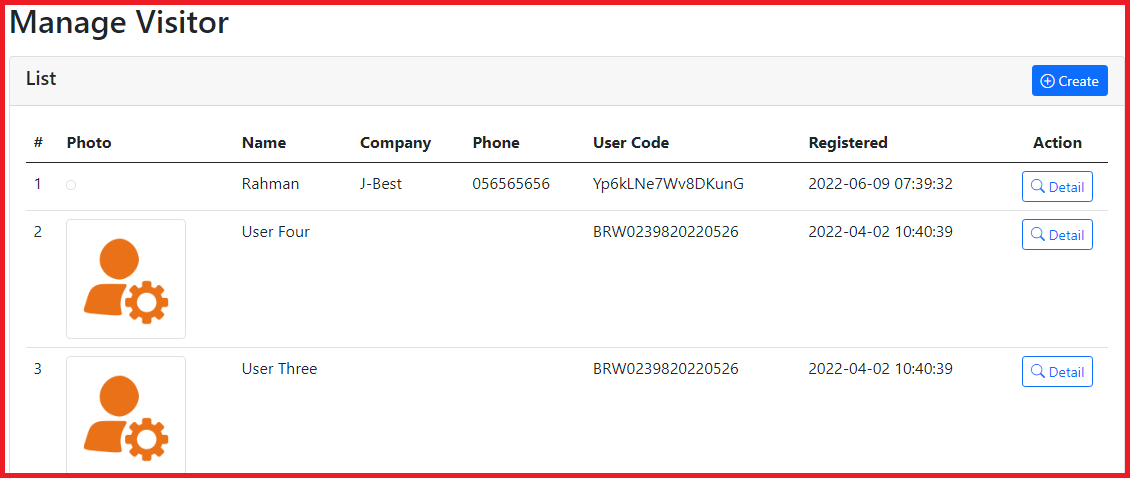 Manage Visitor
List
Create
# Photo Name Company Phone User Code Registered Action
1 Rahman J-Best 056565656 Yp6kLNe7Wv8DKunG 2022-06-09 07:39:32 Detail
2 User Four BRW0239820220526 2022-04-02 10:40:39 Detail
3 User Three BRW0239820220526 2022-04-02 10:40:39 Detail